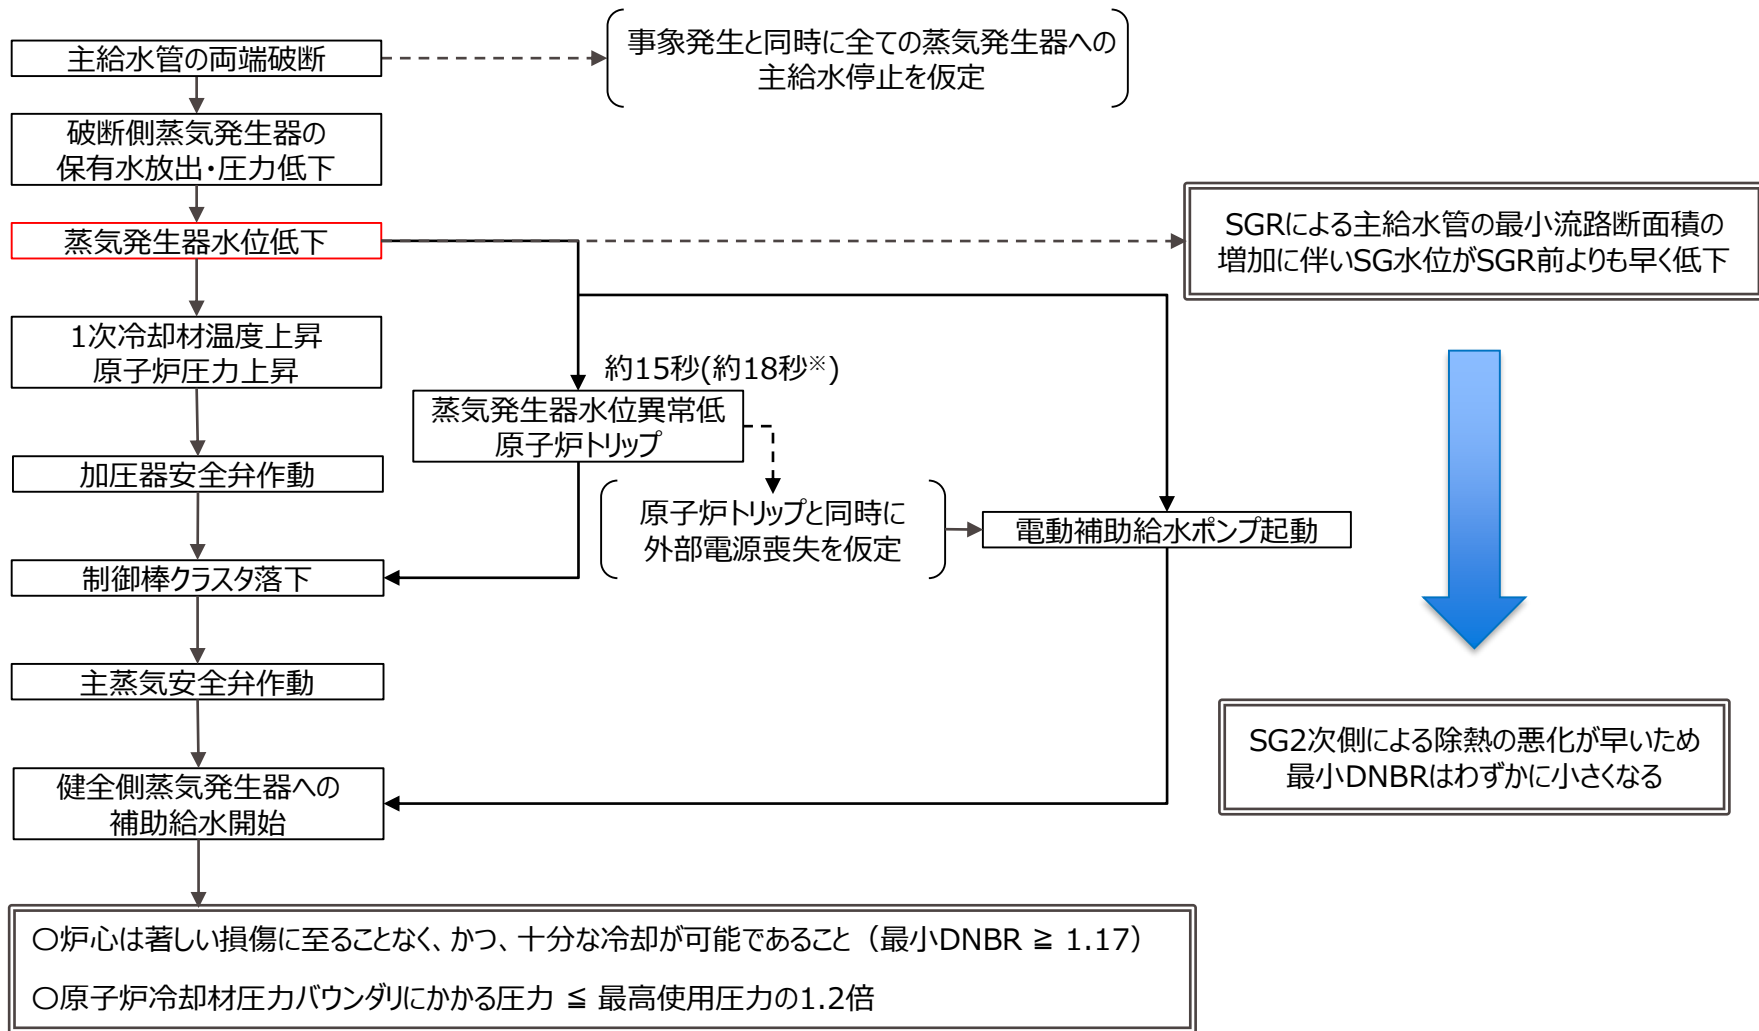 主給水管の両端破断
事象発生と同時に全ての蒸気発生器への
主給水停止を仮定
破断側蒸気発生器の
保有水放出・圧力低下
蒸気発生器水位低下
SGRによる主給水管の最小流路断面積の
増加に伴いSG水位がSGR前よりも早く低下
1次冷却材温度上昇
原子炉圧力上昇
約15秒(約18秒※)
蒸気発生器水位異常低
原子炉トリップ
加圧器安全弁作動
原子炉トリップと同時に
外部電源喪失を仮定
電動補助給水ポンプ起動
制御棒クラスタ落下
主蒸気安全弁作動
SG2次側による除熱の悪化が早いため
最小DNBRはわずかに小さくなる
健全側蒸気発生器への
補助給水開始
○炉心は著しい損傷に至ることなく、かつ、十分な冷却が可能であること（最小DNBR ≧ 1.17）
○原子炉冷却材圧力バウンダリにかかる圧力 ≦ 最高使用圧力の1.2倍